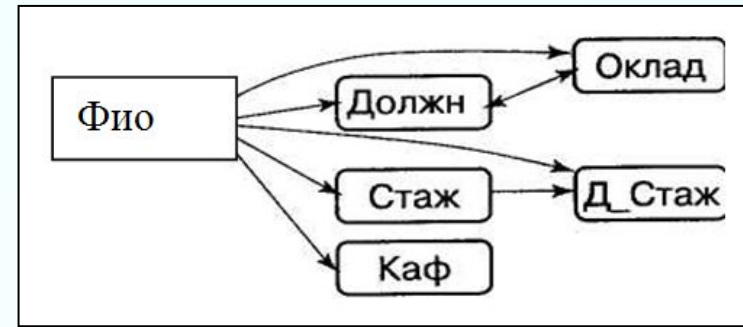 Фио
Оклад
Должн
Стаж
Д_Стаж
Каф